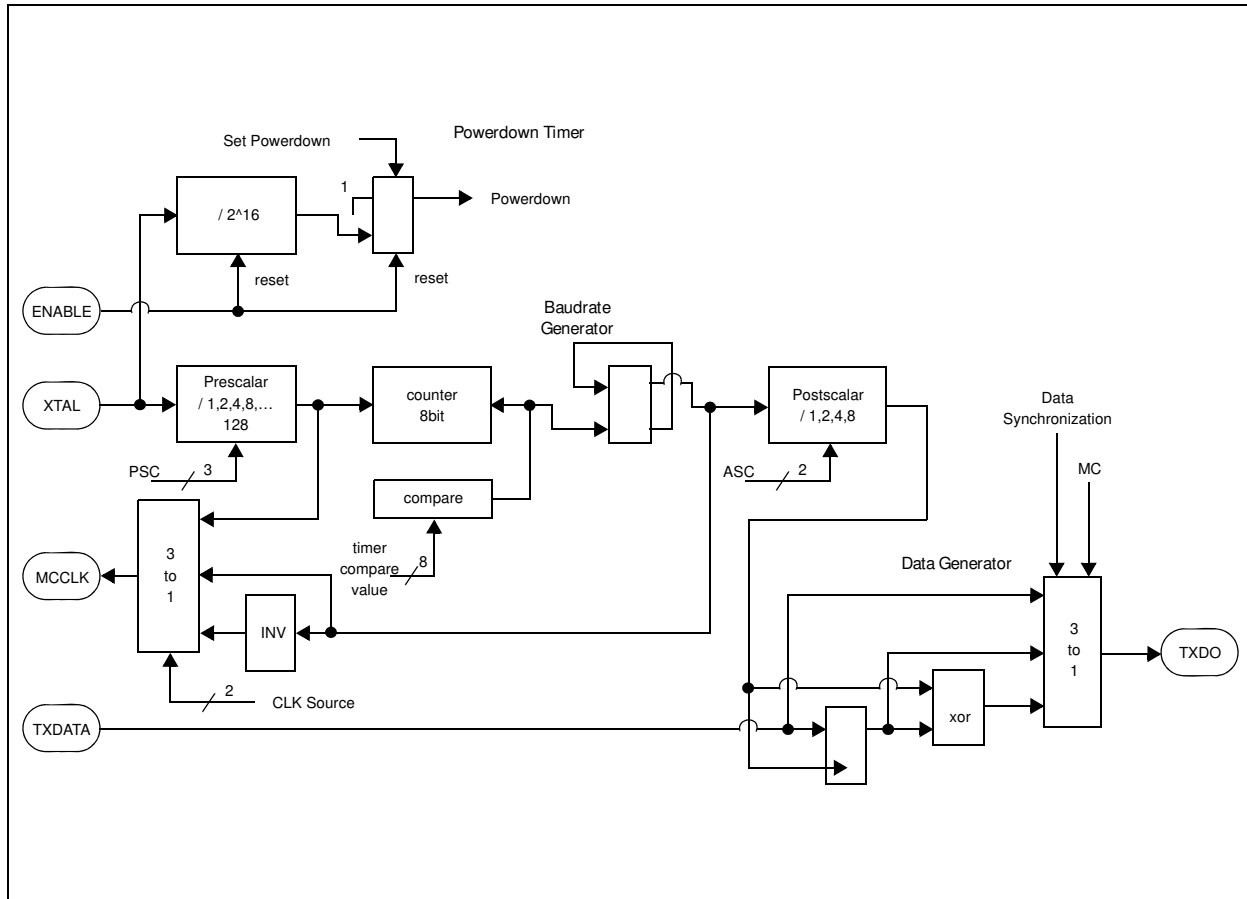 Set Powerdown
Powerdown Timer
1
/ 2^16
Powerdown
reset
reset
ENABLE
Baudrate
Generator
XTAL
Prescalar
/ 1,2,4,8,...
128
counter
8bit
Postscalar
/ 1,2,4,8
Data
Synchronization
PSC
3
ASC
2
MC
compare
3
to
1
timer
compare
value
8
MCCLK
Data Generator
INV
3
to
1
TXDO
2
CLK Source
TXDATA
xor